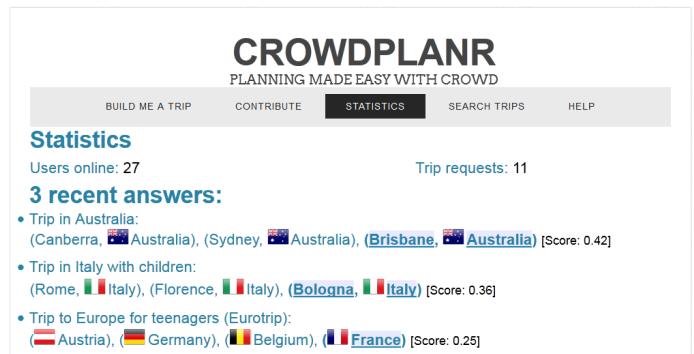 CROWDPLANR
PLANNING MADE EASY WITH CROWD
BUILD ME A TRIP CONTRIBUTE STATISTICS SEARCH TRIPS HELP
Statistics
Users online: 27 Trip requests: 11
3 recent answers:
• Trip in Australia:
(Canberra, Australia), (Sydney, Australia), (Brisbane, Australia) [Score: 0.42]
• Trip in Italy with children:
(Rome, Italy), (Florence, Italy), (Bologna, Italy) [Score: 0.36]
• Trip to Europe for teenagers (Eurotrip):
(Austria), (Germany), (Belgium), (France) [Score: 0.25]